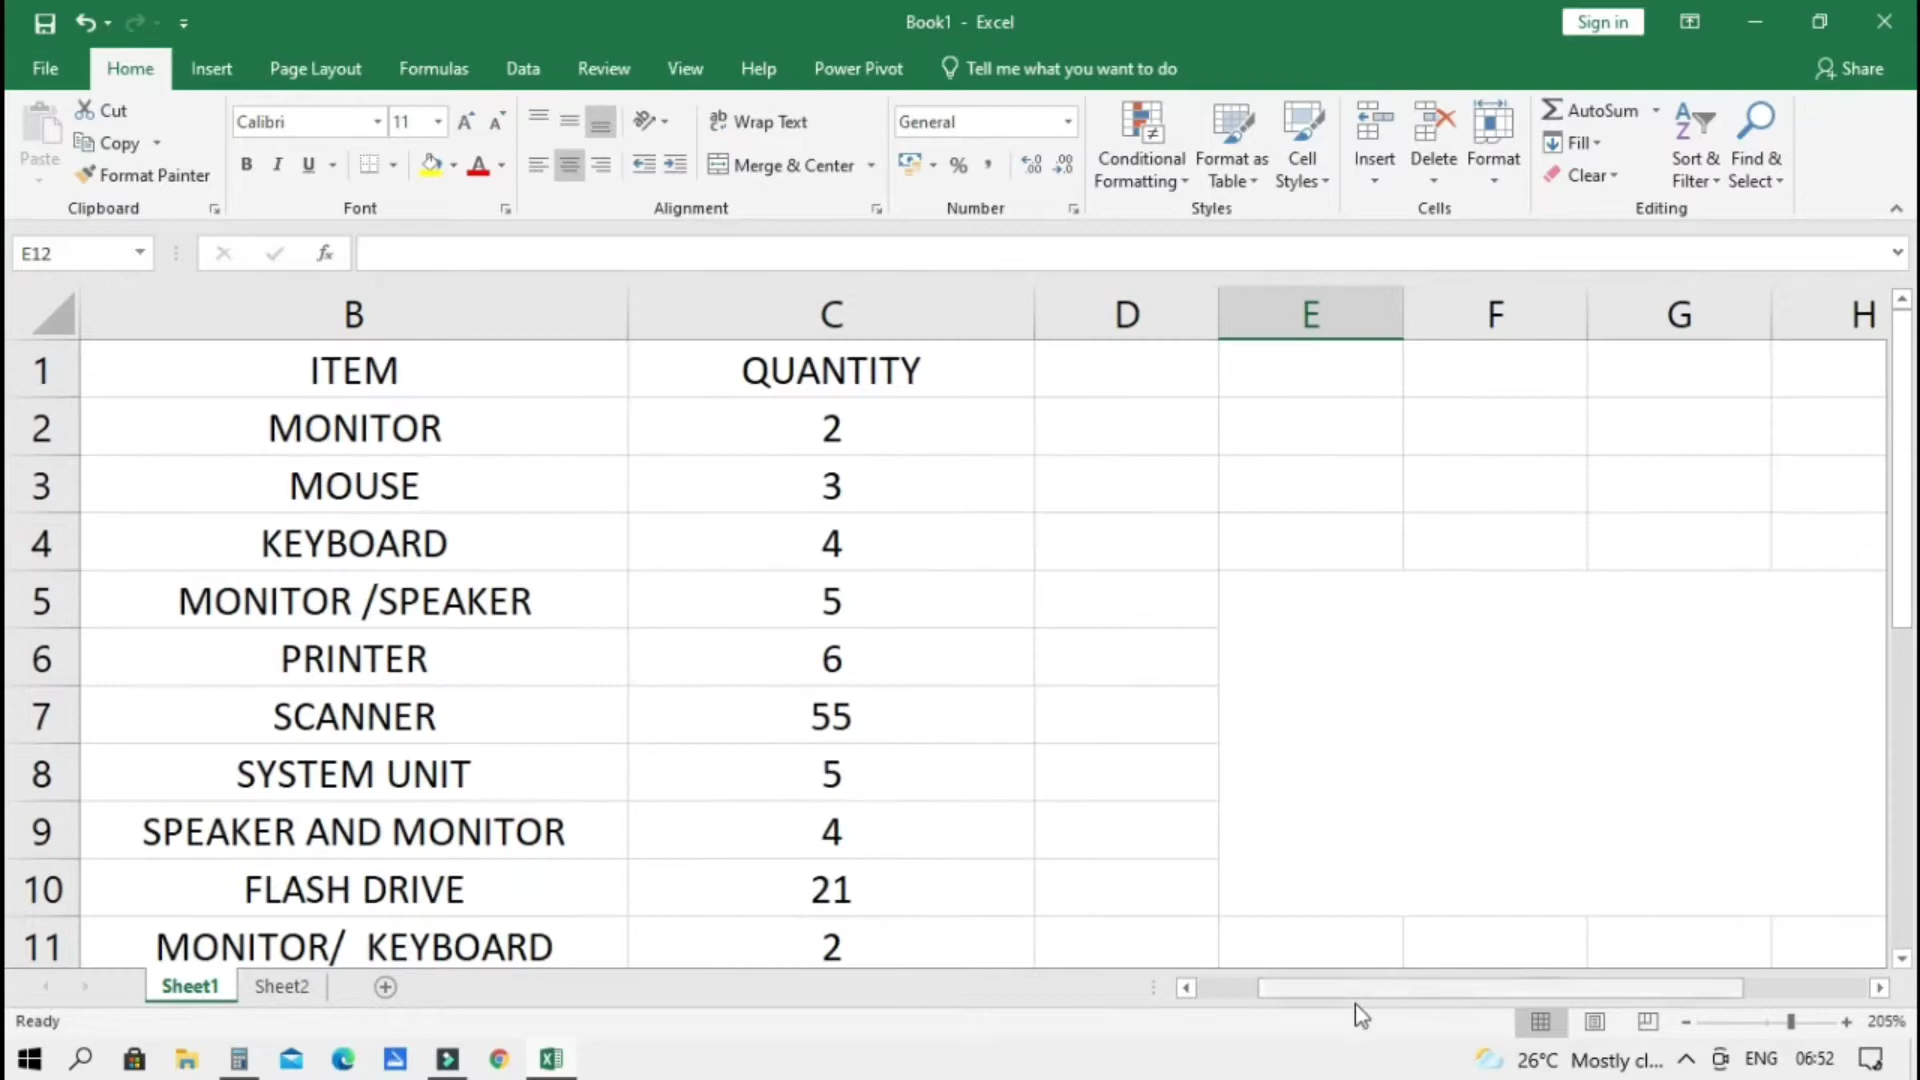 Book1 - Excel
Sign in
File Home Insert Page Layout Formulas Data Review View Help Power Pivot Tell me what you want to do Share
Paste
Cut
Copy
Format Painter
Clipboard
Calibri 11
B I U A
Font
ab Wrap Text
Merge & Center
Alignment
General
% ,
Number
Conditional Formatting
Format as Table
Cell Styles
Styles
Insert
Delete
Format
Cells
AutoSum
Fill
Clear
Sort & Filter
Find & Select
Editing
E12 fx
B C D E F G H
1 ITEM QUANTITY
2 MONITOR 2
3 MOUSE 3
4 KEYBOARD 4
5 MONITOR /SPEAKER 5
6 PRINTER 6
7 SCANNER 55
8 SYSTEM UNIT 5
9 SPEAKER AND MONITOR 4
10 FLASH DRIVE 21
11 MONITOR/ KEYBOARD 2
Sheet1 Sheet2
Ready 205%
26°C Mostly cl... ENG 06:52